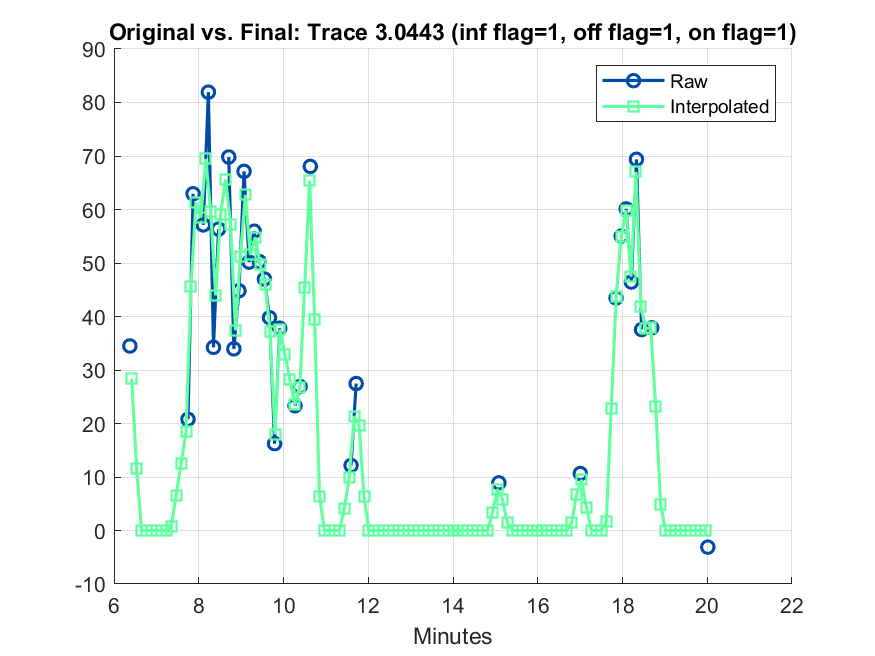 Original vs. Final: Trace 3.0443 (inf flag=1, off flag=1, on flag=1)
90
80
70
60
50
40
30
20
10
0
-10
Raw
Interpolated
6 8 10 12 14 16 18 20 22
Minutes